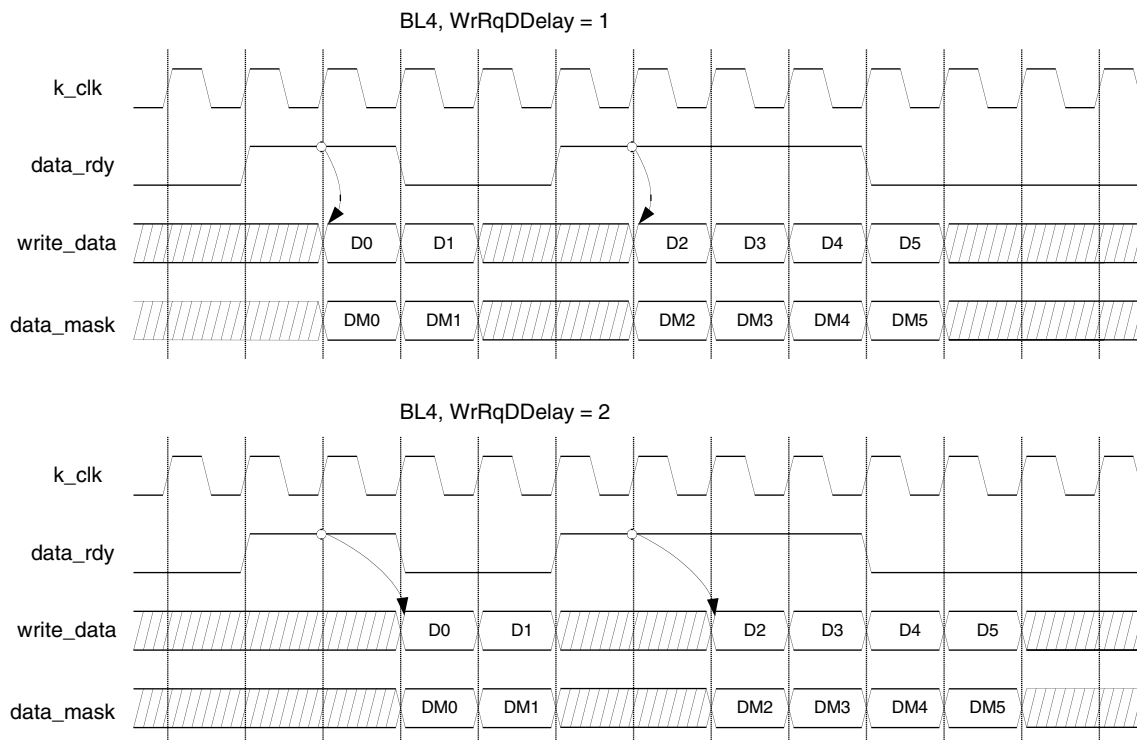 BL4, WrRqDDelay = 1
k_clk
data_rdy
write_data D0 D1 D2 D3 D4 D5
data_mask DM0 DM1 DM2 DM3 DM4 DM5
BL4, WrRqDDelay = 2
k_clk
data_rdy
write_data D0 D1 D2 D3 D4 D5
data_mask DM0 DM1 DM2 DM3 DM4 DM5